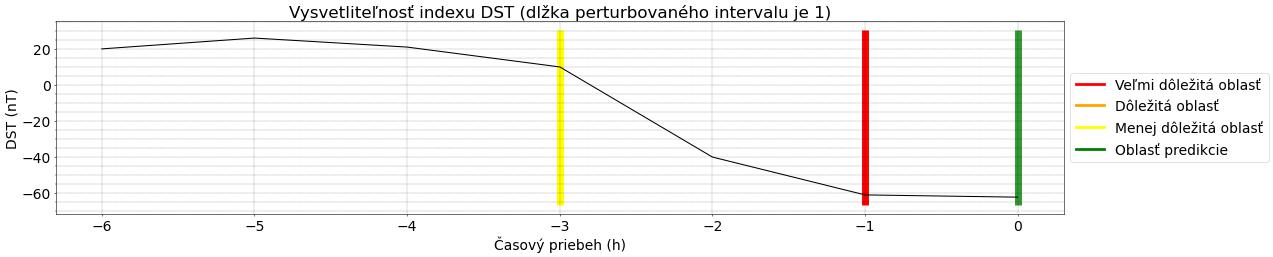 Vysvetliteľnosť indexu DST (dĺžka perturbovaného intervalu je 1)
DST (nT)
20
0
−20
−40
−60
−6
−5
−4
−3
−2
−1
0
Časový priebeh (h)
Veľmi dôležitá oblasť
Dôležitá oblasť
Menej dôležitá oblasť
Oblasť predikcie